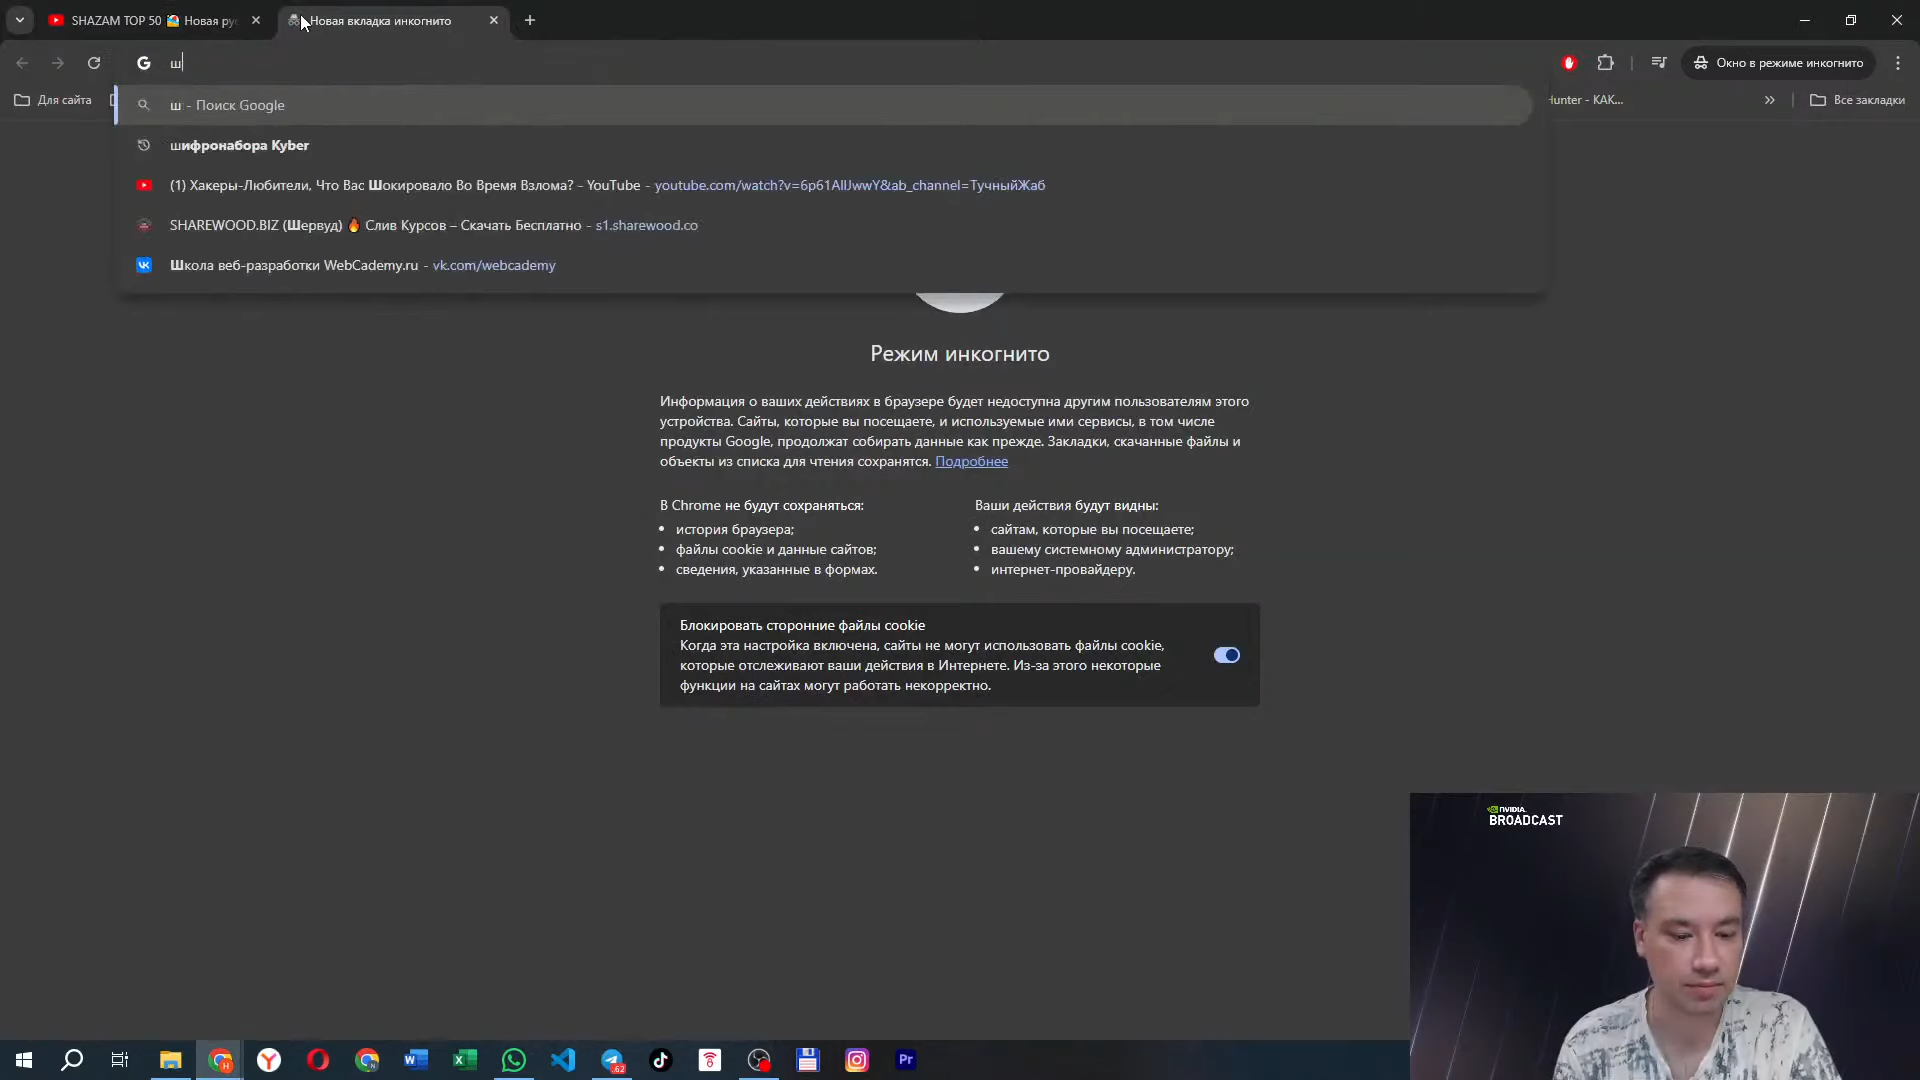 SHAZAM TOP 50 🏖 Новая ру
Новая вкладка инкогнито
ш
Окно в режиме инкогнито
Для сайта
Hunter - КАК...
Все закладки
ш - Поиск Google
шифронабора Kyber
(1) Хакеры-Любители, Что Вас Шокировало Во Время Взлома? - YouTube - youtube.com/watch?v=6p61AIlJwwY&ab_channel=ТучныйЖаб
SHAREWOOD.BIZ (Шервуд) 🔥 Слив Курсов – Скачать Бесплатно - s1.sharewood.co
Школа веб-разработки WebCademy.ru - vk.com/webcademy
Режим инкогнито
Информация о ваших действиях в браузере будет недоступна другим пользователям этого
устройства. Сайты, которые вы посещаете, и используемые ими сервисы, в том числе
продукты Google, продолжат собирать данные как прежде. Закладки, скачанные файлы и
объекты из списка для чтения сохранятся. Подробнее
В Chrome не будут сохраняться:
• история браузера;
• файлы cookie и данные сайтов;
• сведения, указанные в формах.
Ваши действия будут видны:
• сайтам, которые вы посещаете;
• вашему системному администратору;
• интернет-провайдеру.
Блокировать сторонние файлы cookie
Когда эта настройка включена, сайты не могут использовать файлы cookie,
которые отслеживают ваши действия в Интернете. Из-за этого некоторые
функции на сайтах могут работать некорректно.
NVIDIA
BROADCAST
62
Pr